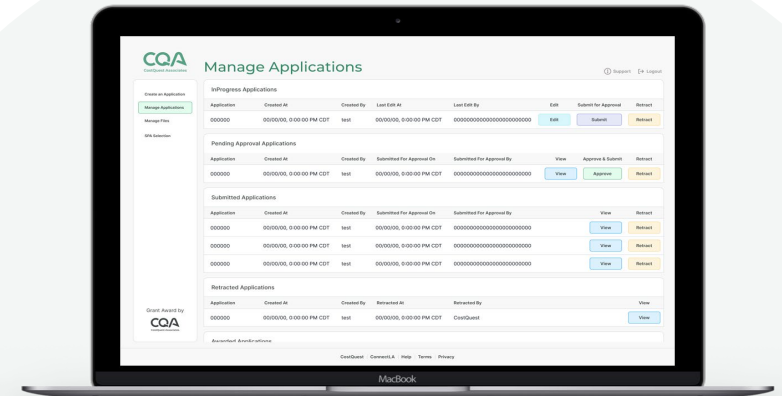 CQA
CostQuest Associates
Manage Applications
Support Logout
Create an Application
Manage Applications
Manage Files
SPA Selection
InProgress Applications
Application Created At Created By Last Edit At Last Edit By Edit Submit for Approval Retract
000000 00/00/00, 0:00:00 PM CDT test 00/00/00, 0:00:00 PM CDT 000000000000000000000000 Edit Submit Retract
Pending Approval Applications
Application Created At Created By Submitted For Approval On Submitted For Approval By View Approve & Submit Retract
000000 00/00/00, 0:00:00 PM CDT test 00/00/00, 0:00:00 PM CDT 000000000000000000000000 View Approve Retract
Submitted Applications
Application Created At Created By Submitted For Approval On Submitted For Approval By View Retract
000000 00/00/00, 0:00:00 PM CDT test 00/00/00, 0:00:00 PM CDT 000000000000000000000000 View Retract
000000 00/00/00, 0:00:00 PM CDT test 00/00/00, 0:00:00 PM CDT 000000000000000000000000 View Retract
000000 00/00/00, 0:00:00 PM CDT test 00/00/00, 0:00:00 PM CDT 000000000000000000000000 View Retract
Retracted Applications
Application Created At Created By Retracted At Retracted By View
000000 00/00/00, 0:00:00 PM CDT test 00/00/00, 0:00:00 PM CDT CostQuest View
Awarded Applications
Grant Award by
CQA
CostQuest ConnectLA Help Terms Privacy
MacBook